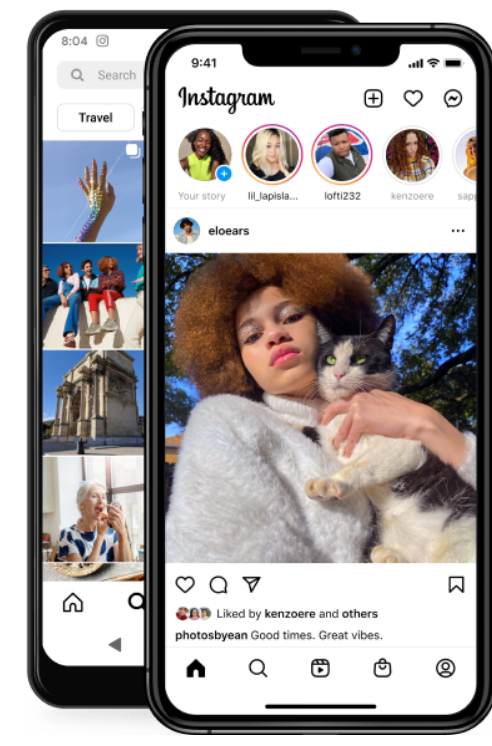 8:04
Search
Travel
9:41
Instagram
Your story
lil_lapisla...
lofti232
kenzoere
sap
eloears
Liked by kenzoere and others
photosbyean Good times. Great vibes.